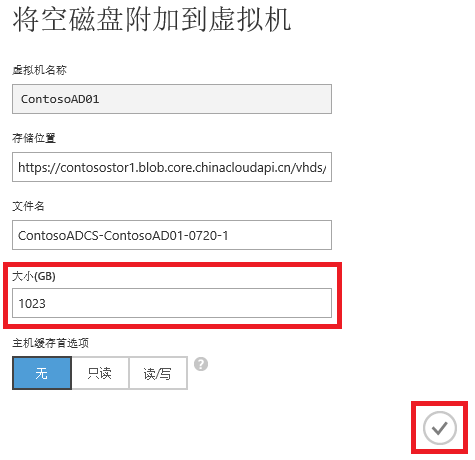 将空磁盘附加到虚拟机
虚拟机名称
ContosoAD01
存储位置
https://contosostor1.blob.core.chinacloudapi.cn/vhds/
文件名
ContosoADCS-ContosoAD01-0720-1
大小(GB)
1023
主机缓存首选项
无 只读 读/写 ?